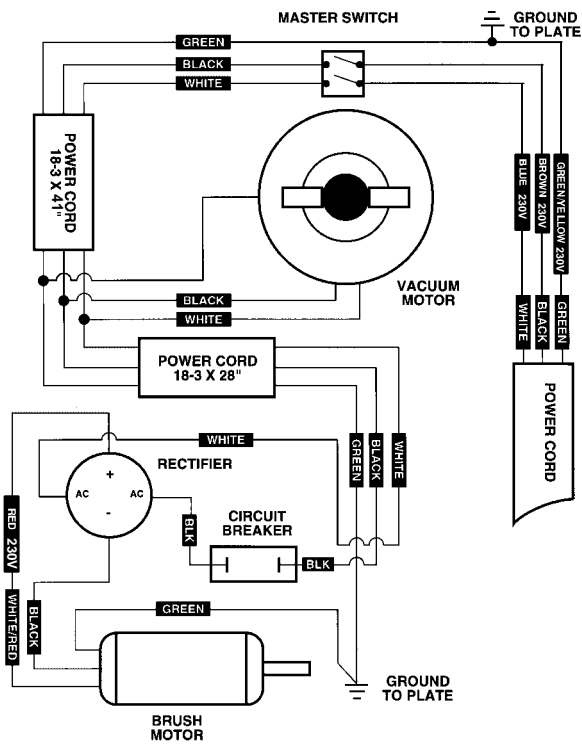 MASTER SWITCH
GROUND
TO PLATE
GREEN
BLACK
WHITE
POWER CORD
18-3 X 41"
BLUE 230V
BROWN 230V
GREEN/YELLOW 230V
VACUUM
MOTOR
BLACK
WHITE
WHITE
BLACK
GREEN
POWER CORD
18-3 X 28"
POWER CORD
WHITE
GREEN
BLACK
WHITE
RECTIFIER
+
AC
AC
-
CIRCUIT
BREAKER
BLK
BLK
RED 230V
WHITE/RED
BLACK
GREEN
GROUND
TO PLATE
BRUSH
MOTOR